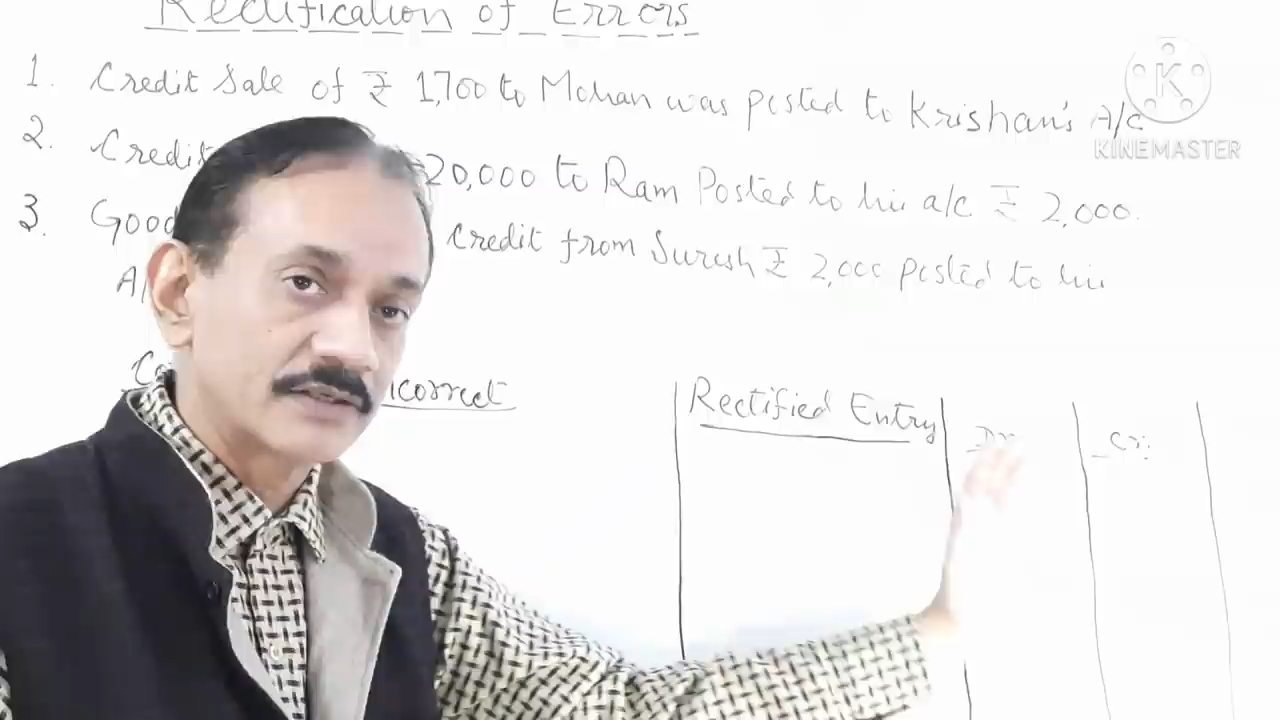 Rectification of Errors
1. Credit Sale of ₹ 1,700 to Mohan was posted to Krishan's A/c
KINEMASTER
2. Credit 20,000 to Ram Posted to his a/c ₹ 2,000.
3. Good credit from Suresh ₹ 2,000 posted to his
A/
Rectified Entry Dr Cr.